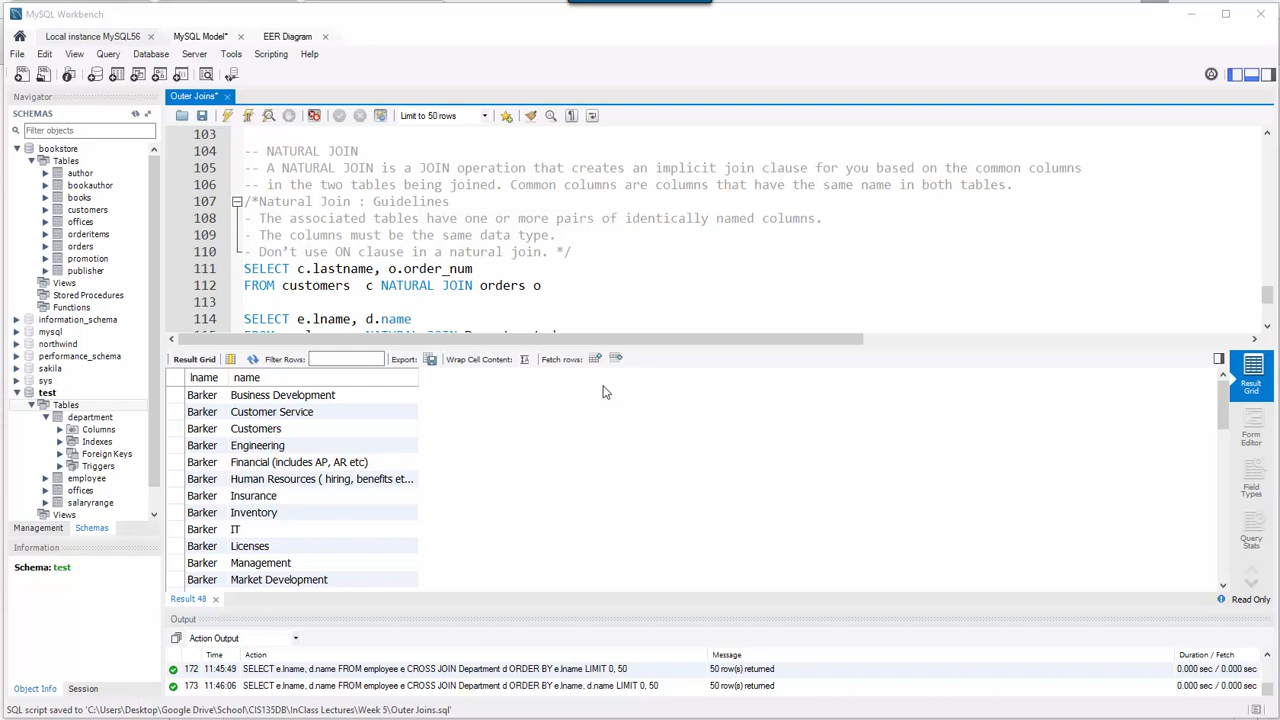 MySQL Workbench
Local instance MySQL56
MySQL Model*
EER Diagram
File Edit View Query Database Server Tools Scripting Help
Navigator
Outer Joins*
SCHEMAS
Limit to 50 rows
Filter objects
bookstore
Tables
author
bookauthor
books
customers
offices
orderitems
orders
promotion
publisher
Views
Stored Procedures
Functions
information_schema
mysql
northwind
performance_schema
sakila
sys
test
Tables
department
Columns
Indexes
Foreign Keys
Triggers
employee
offices
salaryrange
Views
Management Schemas
Information
Schema: test
Object Info Session
103
104 -- NATURAL JOIN
105 -- A NATURAL JOIN is a JOIN operation that creates an implicit join clause for you based on the common columns
106 -- in the two tables being joined. Common columns are columns that have the same name in both tables.
107 /*Natural Join : Guidelines
108 - The associated tables have one or more pairs of identically named columns.
109 - The columns must be the same data type.
110 - Don’t use ON clause in a natural join. */
111 SELECT c.lastname, o.order_num
112 FROM customers  c NATURAL JOIN orders o
113
114 SELECT e.lname, d.name
Result Grid Filter Rows: Export: Wrap Cell Content: Fetch rows:
lname name
Barker Business Development
Barker Customer Service
Barker Customers
Barker Engineering
Barker Financial (includes AP, AR etc)
Barker Human Resources ( hiring, benefits et...
Barker Insurance
Barker Inventory
Barker IT
Barker Licenses
Barker Management
Barker Market Development
Result Grid
Form Editor
Field Types
Query Stats
Result 48
Read Only
Output
Action Output
Time Action Message Duration / Fetch
172 11:45:49 SELECT e.lname, d.name FROM employee e CROSS JOIN Department d ORDER BY e.lname LIMIT 0, 50 50 row(s) returned 0.000 sec / 0.000 sec
173 11:46:06 SELECT e.lname, d.name FROM employee e CROSS JOIN Department d ORDER BY e.lname, d.name LIMIT 0, 50 50 row(s) returned 0.000 sec / 0.000 sec
SQL script saved to 'C:\Users\Desktop\Google Drive\School\CIS135DB\InClass Lectures\Week 5\Outer Joins.sql'